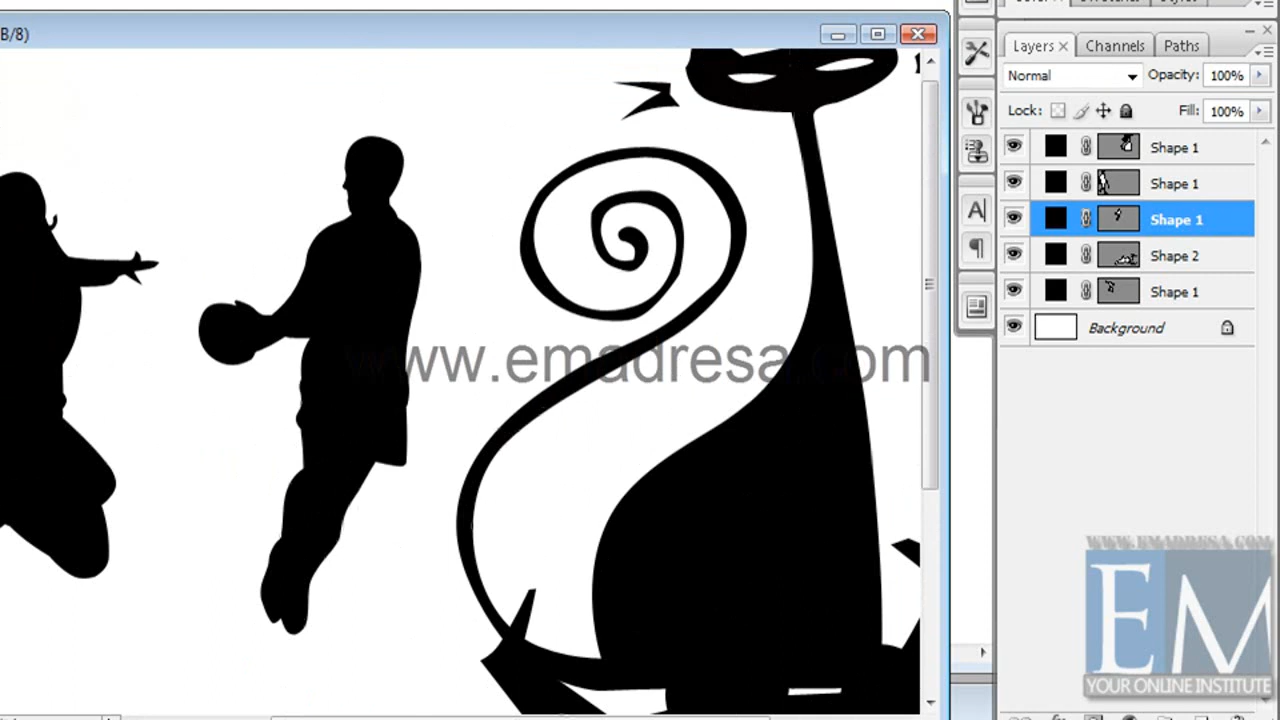 B/8)
Layers x Channels Paths
Normal Opacity: 100%
Lock: Fill: 100%
Shape 1
Shape 1
Shape 1
Shape 2
Shape 1
Background
www.emadresa.com
WWW.EMADRESA.COM
EM
YOUR ONLINE INSTITUTE